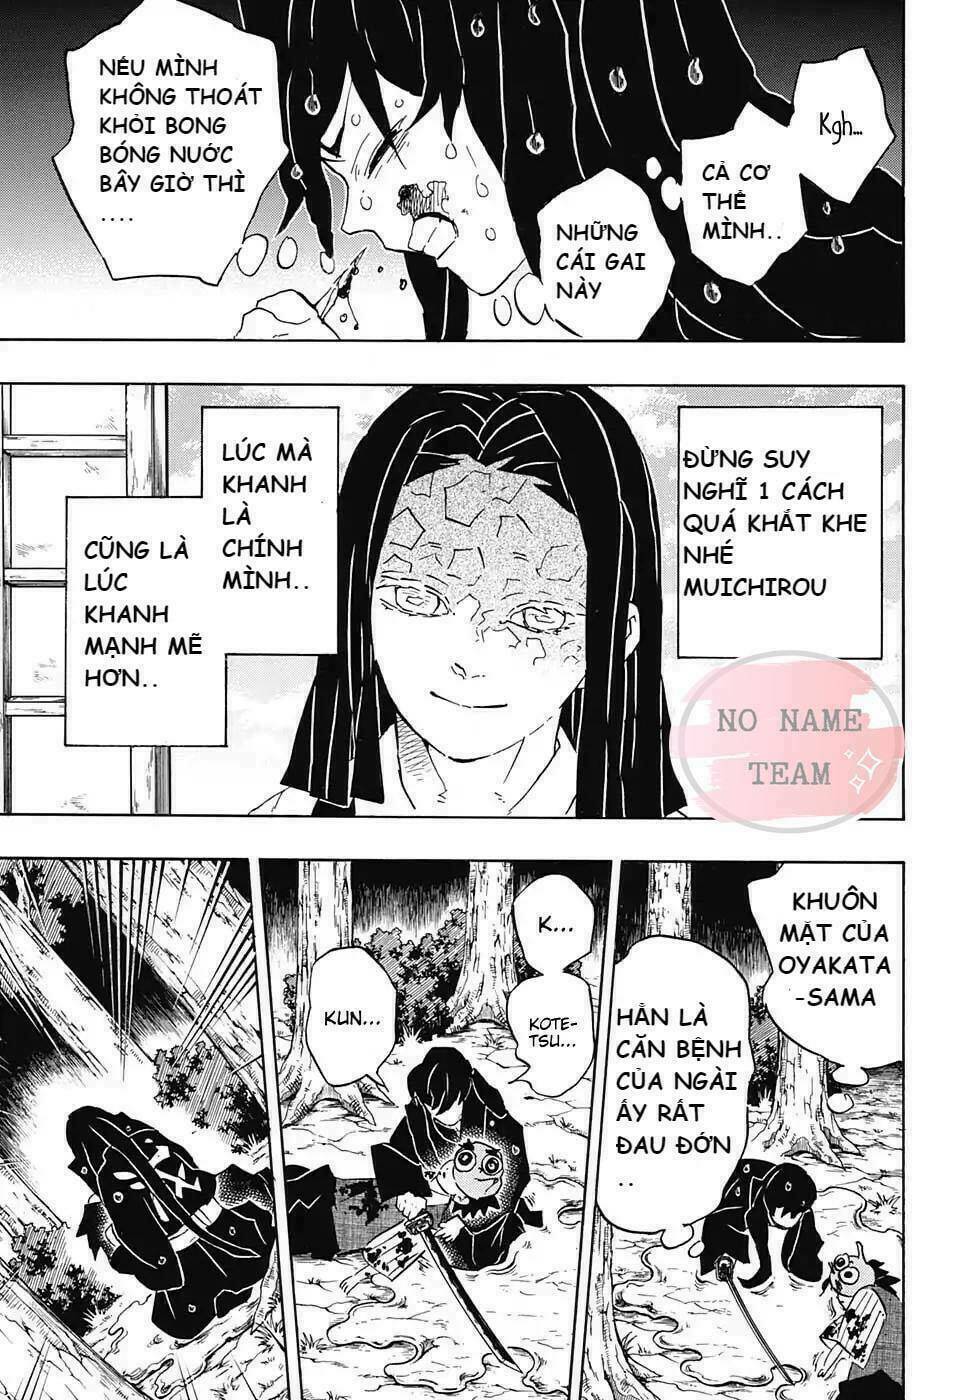 Kgh...
CẢ CƠ
THỂ
MÌNH..
NHỮNG
CÁI GAI
NÀY
NẾU MÌNH
KHÔNG THOÁT
KHỎI BONG
BÓNG NƯỚC
BÂY GIỜ THÌ
....
ĐỪNG SUY
NGHĨ 1 CÁCH
QUÁ KHẮT KHE
NHÉ
MUICHIROU
LÚC MÀ
KHANH
LÀ
CHÍNH
MÌNH..
CŨNG LÀ
LÚC
KHANH
MẠNH MẼ
HƠN..
NO NAME
TEAM
KHUÔN
MẶT CỦA
OYAKATA
-SAMA
HẲN LÀ
CĂN BỆNH
CỦA NGÀI
ẤY RẤT
ĐAU ĐỚN
..
K...
KOTE-
TSU...
KUN...